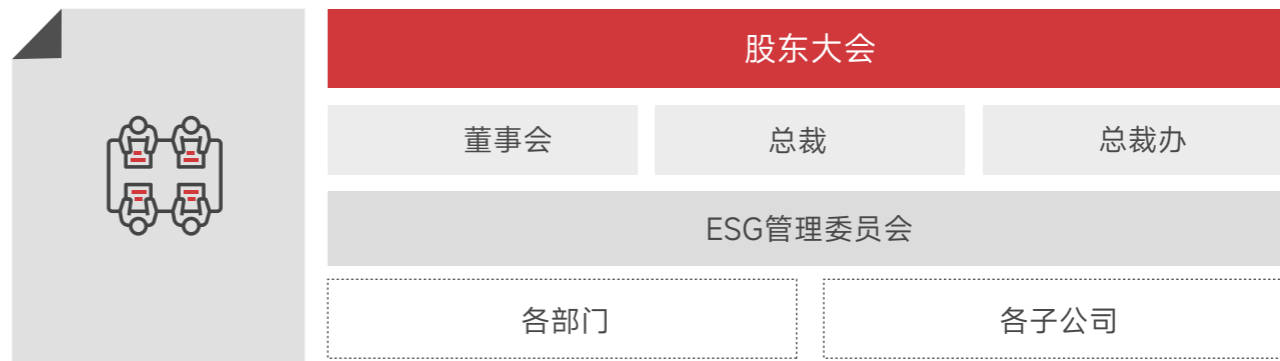 股东大会
董事会
总裁
总裁办
ESG管理委员会
各部门
各子公司